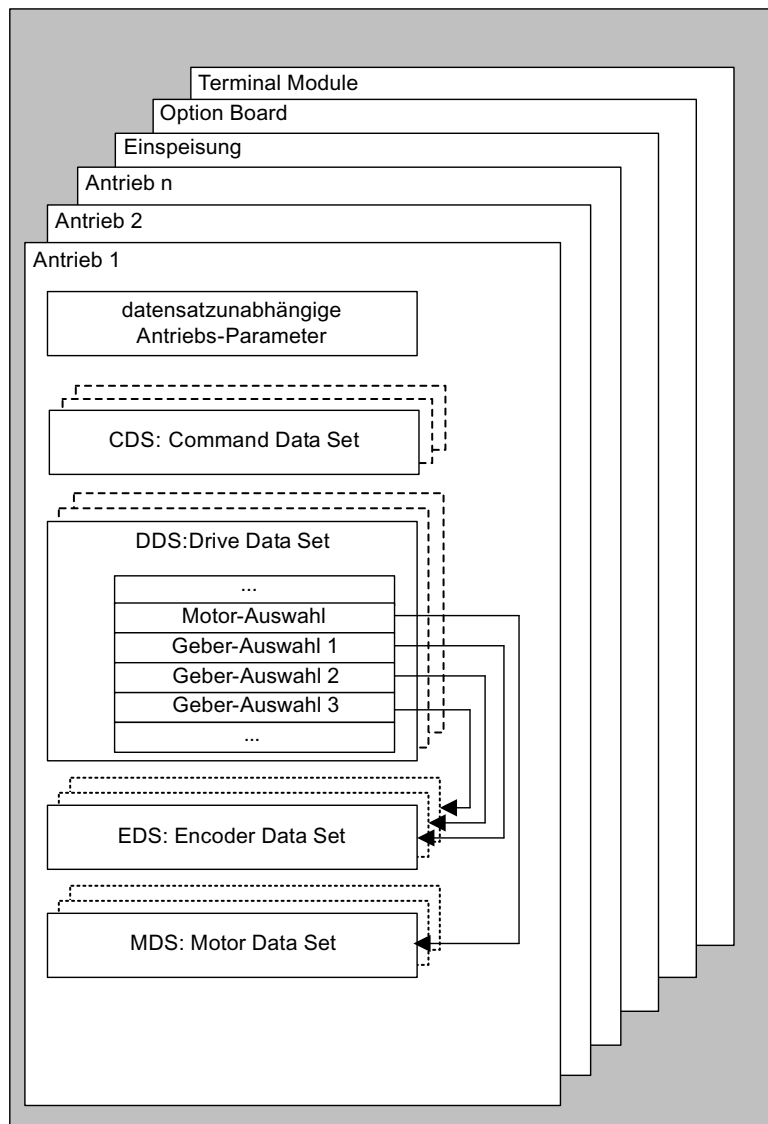 Terminal Module
Option Board
Einspeisung
Antrieb n
Antrieb 2
Antrieb 1
datensatzunabhängige
Antriebs-Parameter
CDS: Command Data Set
DDS:Drive Data Set
...
Motor-Auswahl
Geber-Auswahl 1
Geber-Auswahl 2
Geber-Auswahl 3
...
EDS: Encoder Data Set
MDS: Motor Data Set